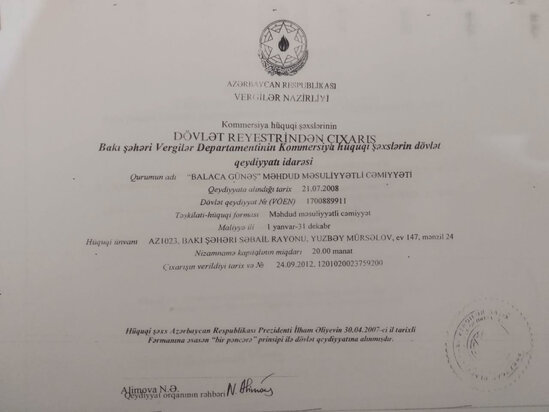 AZƏRBAYCAN RESPUBLİKASI
VERGİLƏR NAZİRLİYİ
Kommersiya hüquqi şəxslərinin
DÖVLƏT REYESTRİNDƏN ÇIXARIŞ
Bakı şəhəri Vergilər Departamentinin Kommersiya hüquqi şəxslərin dövlət
qeydiyyatı idarəsi
Qurumun adı "BALACA GÜNƏŞ" MƏHDUD MƏSULİYYƏTLİ CƏMİYYƏTİ
Qeydiyyata alındığı tarix 21.07.2008
Dövlət qeydiyyat № (VÖEN) 1700889911
Təşkilati-hüquqi forması Məhdud məsuliyyətli cəmiyyət
Maliyyə ili 1 yanvar-31 dekabr
Hüquqi ünvanı AZ1023, BAKI ŞƏHƏRİ SƏBAİL RAYONU, YUZBƏY MÜRSƏLOV, ev 147, mənzil 24
Nizamnamə kapitalının miqdarı 20.00 manat
Çıxarışın verildiyi tarix və № 24.09.2012, 1201020023759200
Hüquqi şəxs Azərbaycan Respublikası Prezidenti İlham Əliyevin 30.04.2007-ci il tarixli
Fərmanına əsasən "bir pəncərə" prinsipi ilə dövlət qeydiyyatına alınmışdır.
Alimova N.Ə.
Qeydiyyat orqanının rəhbəri